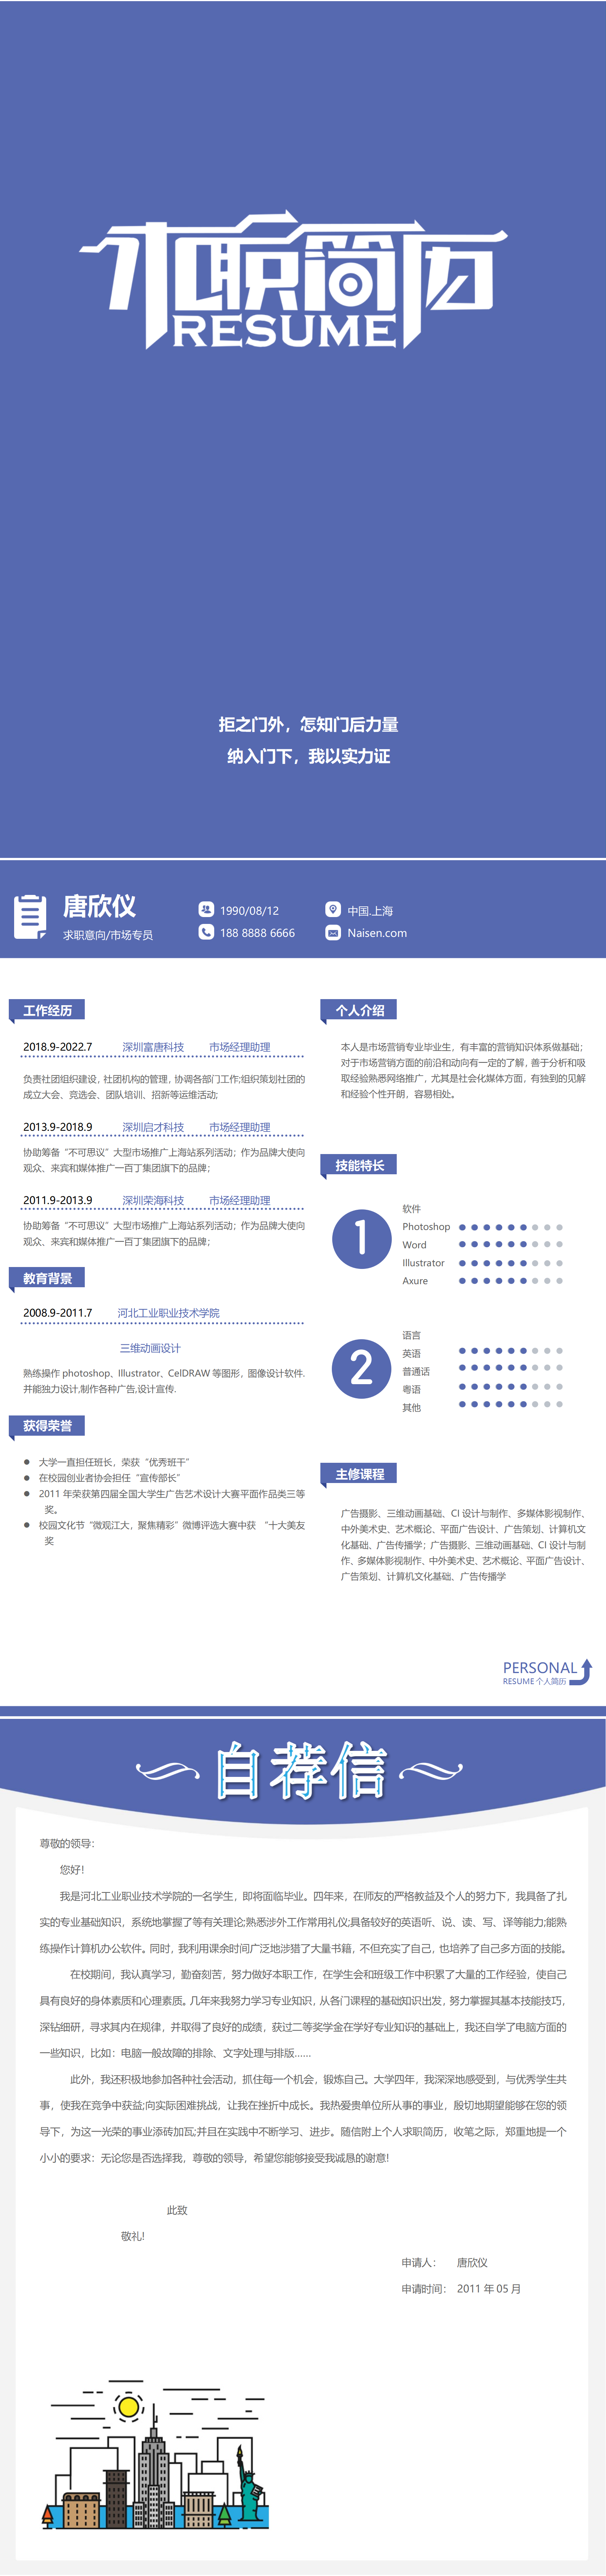 求职简历
RESUME
拒之门外，怎知门后力量
纳入门下，我以实力证
唐欣仪
求职意向/市场专员
1990/08/12
188 8888 6666
中国.上海
Naisen.com
工作经历
2018.9-2022.7 深圳富唐科技 市场经理助理
负责社团组织建设，社团机构的管理，协调各部门工作;组织策划社团的
成立大会、竞选会、团队培训、招新等运维活动;
2013.9-2018.9 深圳启才科技 市场经理助理
协助筹备“不可思议”大型市场推广上海站系列活动；作为品牌大使向
观众、来宾和媒体推广一百丁集团旗下的品牌；
2011.9-2013.9 深圳荣海科技 市场经理助理
协助筹备“不可思议”大型市场推广上海站系列活动；作为品牌大使向
观众、来宾和媒体推广一百丁集团旗下的品牌；
教育背景
2008.9-2011.7 河北工业职业技术学院
三维动画设计
熟练操作 photoshop、Illustrator、CelDRAW 等图形，图像设计软件.
并能独力设计,制作各种广告,设计宣传.
获得荣誉
● 大学一直担任班长，荣获“优秀班干”
● 在校园创业者协会担任“宣传部长”
● 2011 年荣获第四届全国大学生广告艺术设计大赛平面作品类三等
奖。
● 校园文化节“微观江大，聚焦精彩”微博评选大赛中获 “十大美友
奖
个人介绍
本人是市场营销专业毕业生，有丰富的营销知识体系做基础；
对于市场营销方面的前沿和动向有一定的了解，善于分析和吸
取经验熟悉网络推广，尤其是社会化媒体方面，有独到的见解
和经验个性开朗，容易相处。
技能特长
1
软件
Photoshop
Word
Illustrator
Axure
2
语言
英语
普通话
粤语
其他
主修课程
广告摄影、三维动画基础、CI 设计与制作、多媒体影视制作、
中外美术史、艺术概论、平面广告设计、广告策划、计算机文
化基础、广告传播学；广告摄影、三维动画基础、CI 设计与制
作、多媒体影视制作、中外美术史、艺术概论、平面广告设计、
广告策划、计算机文化基础、广告传播学
PERSONAL
RESUME 个人简历
自荐信
尊敬的领导：
您好！
我是河北工业职业技术学院的一名学生，即将面临毕业。四年来，在师友的严格教益及个人的努力下，我具备了扎
实的专业基础知识，系统地掌握了等有关理论;熟悉涉外工作常用礼仪;具备较好的英语听、说、读、写、译等能力;能熟
练操作计算机办公软件。同时，我利用课余时间广泛地涉猎了大量书籍，不但充实了自己，也培养了自己多方面的技能。
在校期间，我认真学习，勤奋刻苦，努力做好本职工作，在学生会和班级工作中积累了大量的工作经验，使自己
具有良好的身体素质和心理素质。几年来我努力学习专业知识，从各门课程的基础知识出发，努力掌握其基本技能技巧，
深钻细研，寻求其内在规律，并取得了良好的成绩，获过二等奖学金在学好专业知识的基础上，我还自学了电脑方面的
一些知识，比如：电脑一般故障的排除、文字处理与排版……
此外，我还积极地参加各种社会活动，抓住每一个机会，锻炼自己。大学四年，我深深地感受到，与优秀学生共
事，使我在竞争中获益;向实际困难挑战，让我在挫折中成长。我热爱贵单位所从事的事业，殷切地期望能够在您的领
导下，为这一光荣的事业添砖加瓦;并且在实践中不断学习、进步。随信附上个人求职简历，收笔之际，郑重地提一个
小小的要求：无论您是否选择我，尊敬的领导，希望您能够接受我诚恳的谢意!
此致
敬礼!
申请人： 唐欣仪
申请时间： 2011 年 05 月